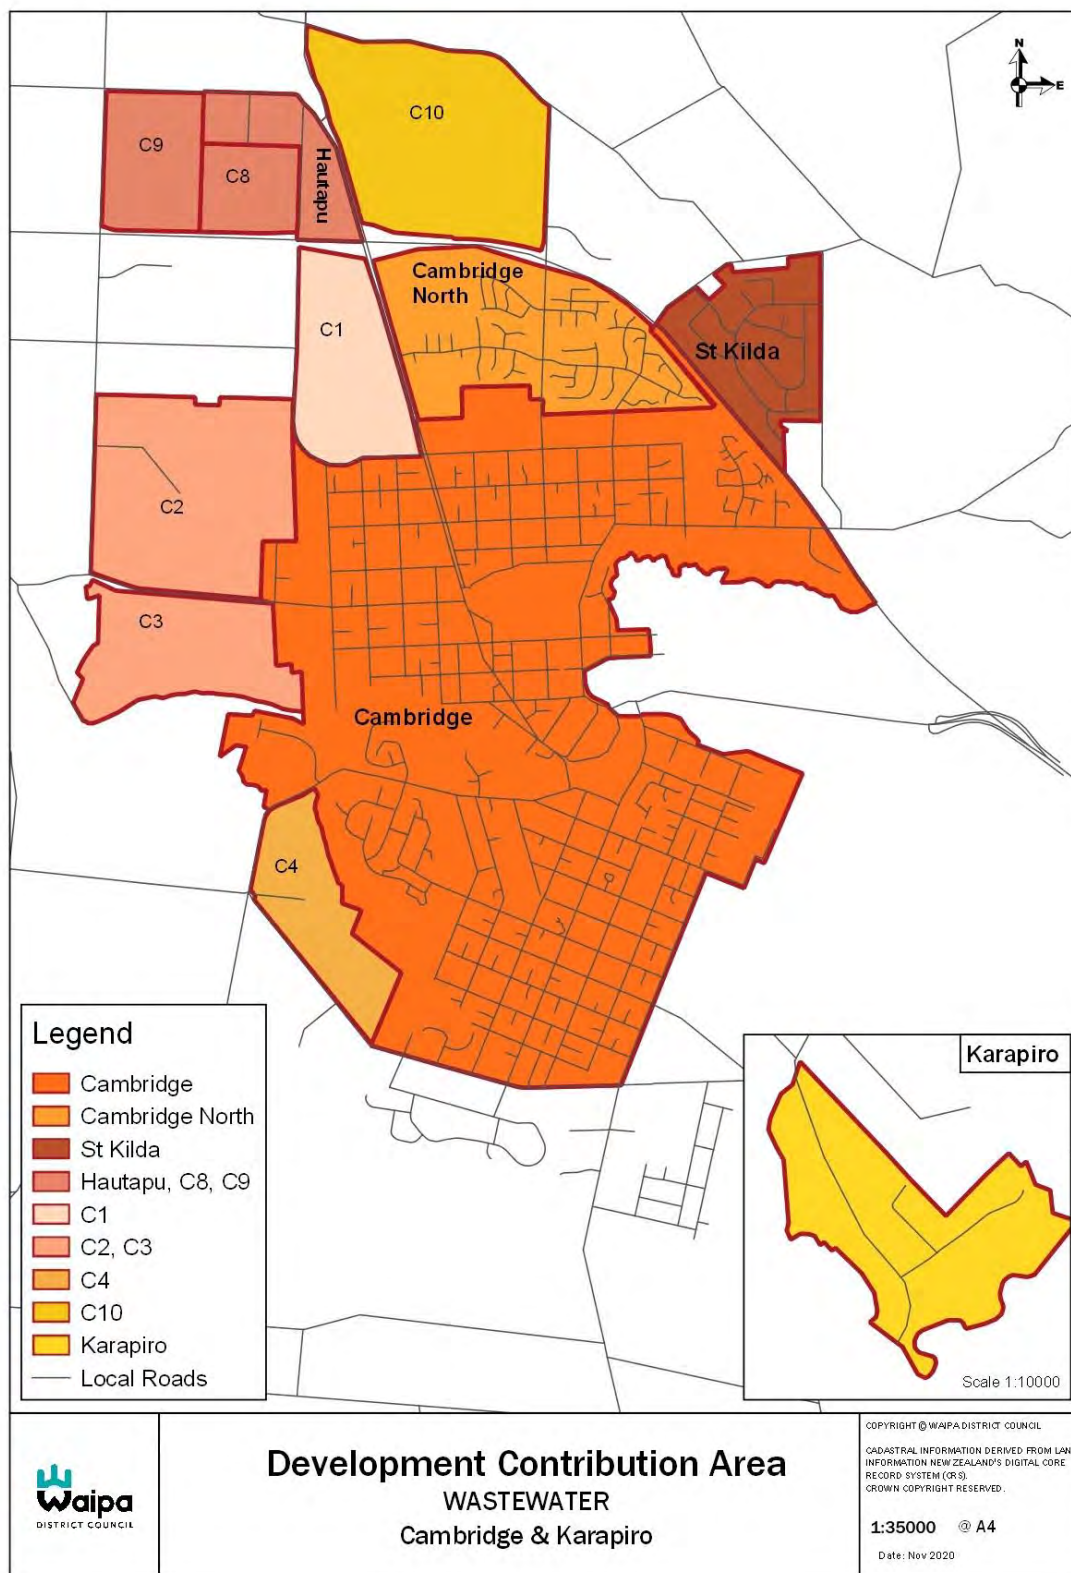 N
E
C10
C9
C8
Hautapu
Cambridge
North
C1
St Kilda
C2
C3
Cambridge
C4
Legend
Cambridge
Cambridge North
St Kilda
Hautapu, C8, C9
C1
C2, C3
C4
C10
Karapiro
Local Roads
Karapiro
Scale 1:10000
Waipa
DISTRICT COUNCIL
Development Contribution Area
WASTEWATER
Cambridge & Karapiro
COPYRIGHT © WAIPA DISTRICT COUNCIL
CADASTRAL INFORMATION DERIVED FROM LAN
INFORMATION NEW ZEALAND'S DIGITAL CORE
RECORD SYSTEM (CRS).
CROWN COPYRIGHT RESERVED.
1:35000 @ A4
Date: Nov 2020